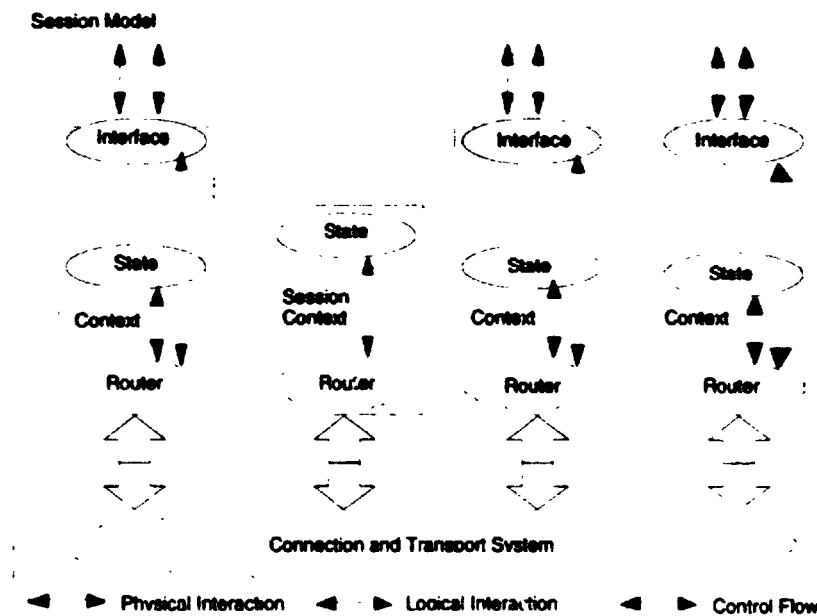 Session Model
Interface Interface Interface
State State State State
Session
Context Context Context Context
Router Router Router Router
Connection and Transport System
Physical Interaction Logical Interaction Control Flow